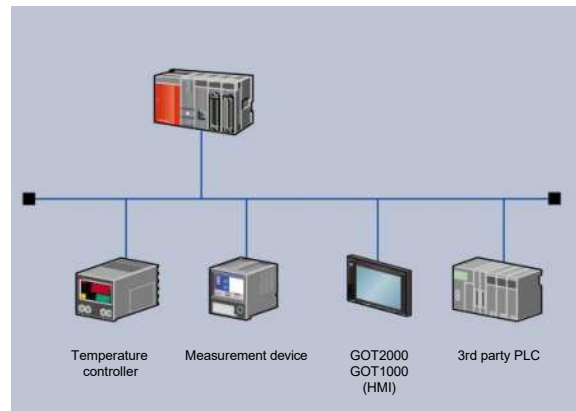 Temperature
controller
Measurement device
GOT2000
GOT1000
(HMI)
3rd party PLC